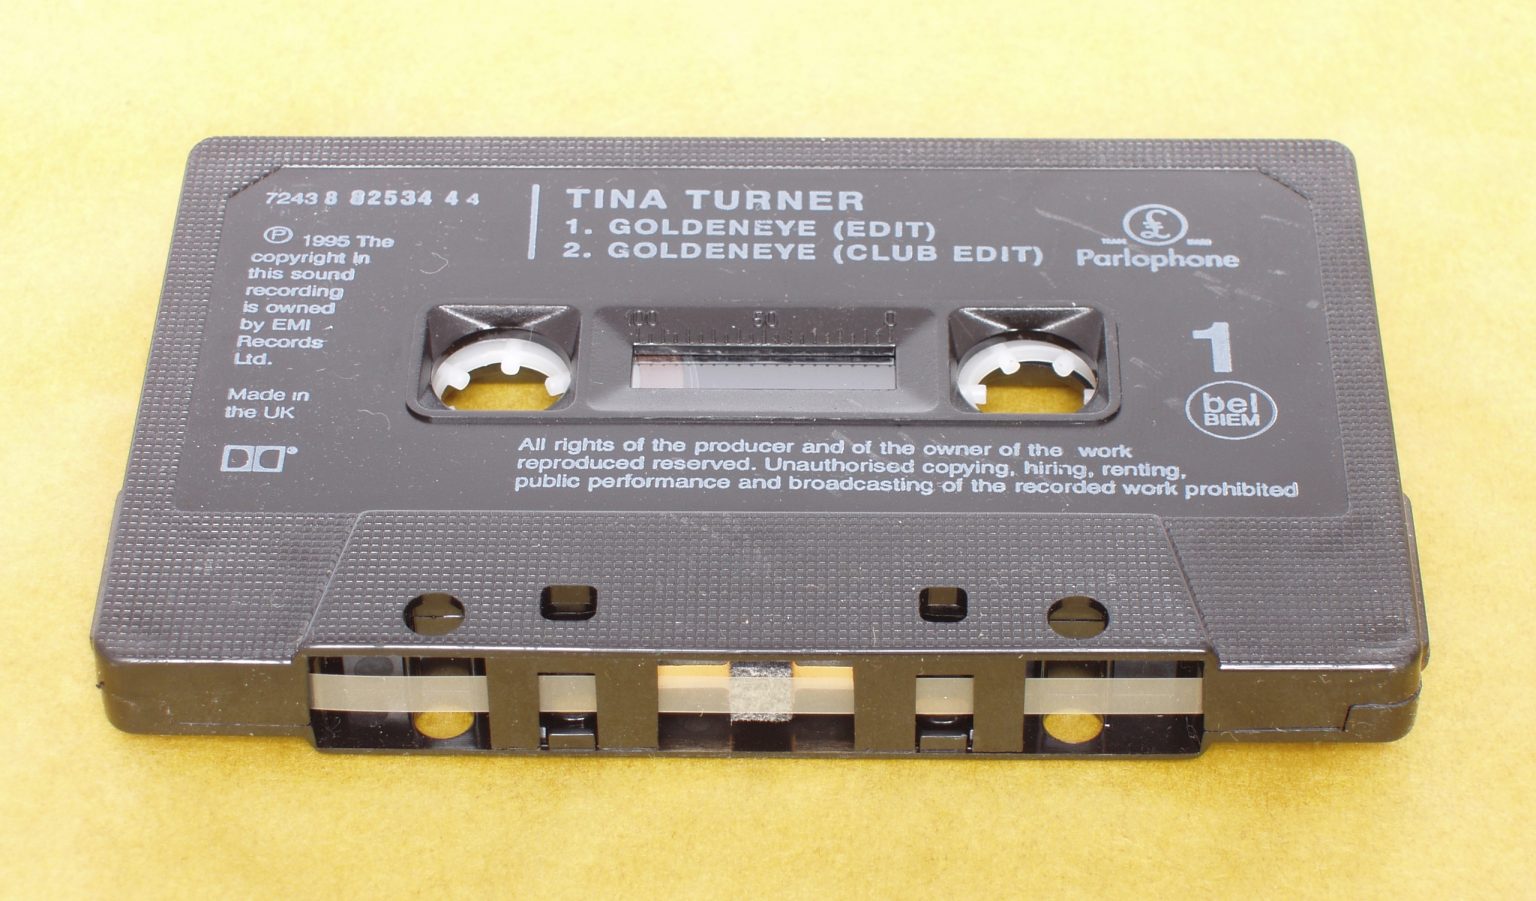 7243 8 82534 4 4
TINA TURNER
1. GOLDENEYE (EDIT)
2. GOLDENEYE (CLUB EDIT)
£
TRADE MARK
Parlophone
℗ 1995 The
copyright in
this sound
recording
is owned
by EMI
Records
Ltd.
Made in
the UK
100 50 0
1
bel
BIEM
All rights of the producer and of the owner of the work
reproduced reserved. Unauthorised copying, hiring, renting,
public performance and broadcasting of the recorded work prohibited